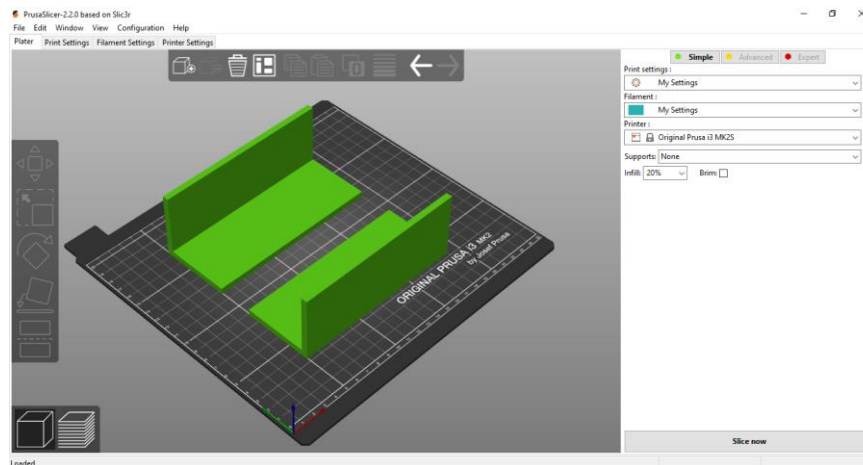 PrusaSlicer-2.2.0 based on Slic3r
File Edit Window View Configuration Help
Plater Print Settings Filament Settings Printer Settings
Simple Advanced Expert
Print settings :
My Settings
Filament :
My Settings
Printer :
Original Prusa i3 MK2S
Supports: None
Infill: 20% Brim:
ORIGINAL PRUSA i3 MK2
by Josef Prusa
Slice now
Loaded